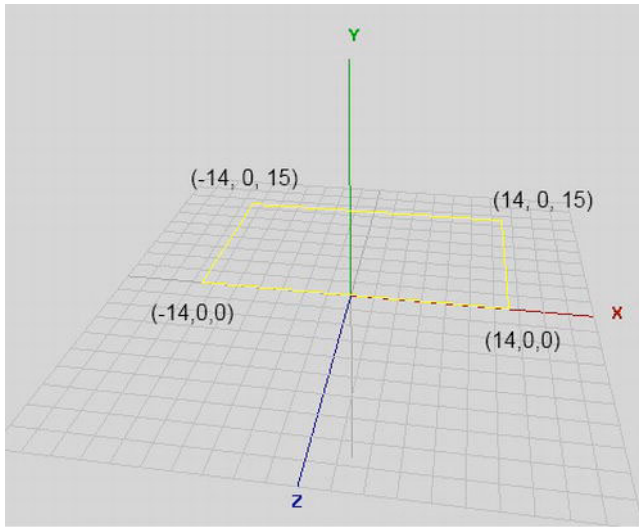 Y
(-14, 0, 15)
(14, 0, 15)
(-14,0,0)
X
(14,0,0)
Z